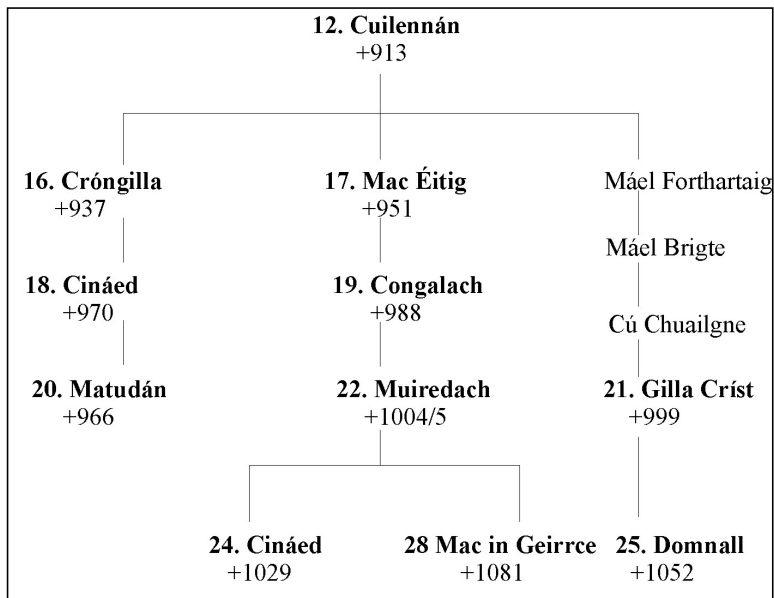 12. Cuilennán
+913
16. Cróngilla
+937
17. Mac Éitig
+951
Máel Forthartaig
Máel Brigte
18. Cináed
+970
19. Congalach
+988
Cú Chuailgne
20. Matudán
+966
22. Muiredach
+1004/5
21. Gilla Críst
+999
24. Cináed
+1029
28 Mac in Geirrce
+1081
25. Domnall
+1052